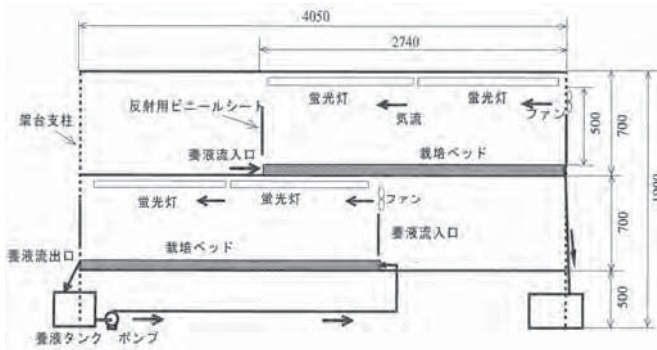 4050
2740
蛍光灯
蛍光灯
反射用ビニールシート
架台支柱
気流
ファン
500
700
養液流入口
栽培ベッド
蛍光灯
蛍光灯
ファン
700
養液流入口
養液流出口
栽培ベッド
500
養液タンク
ポンプ